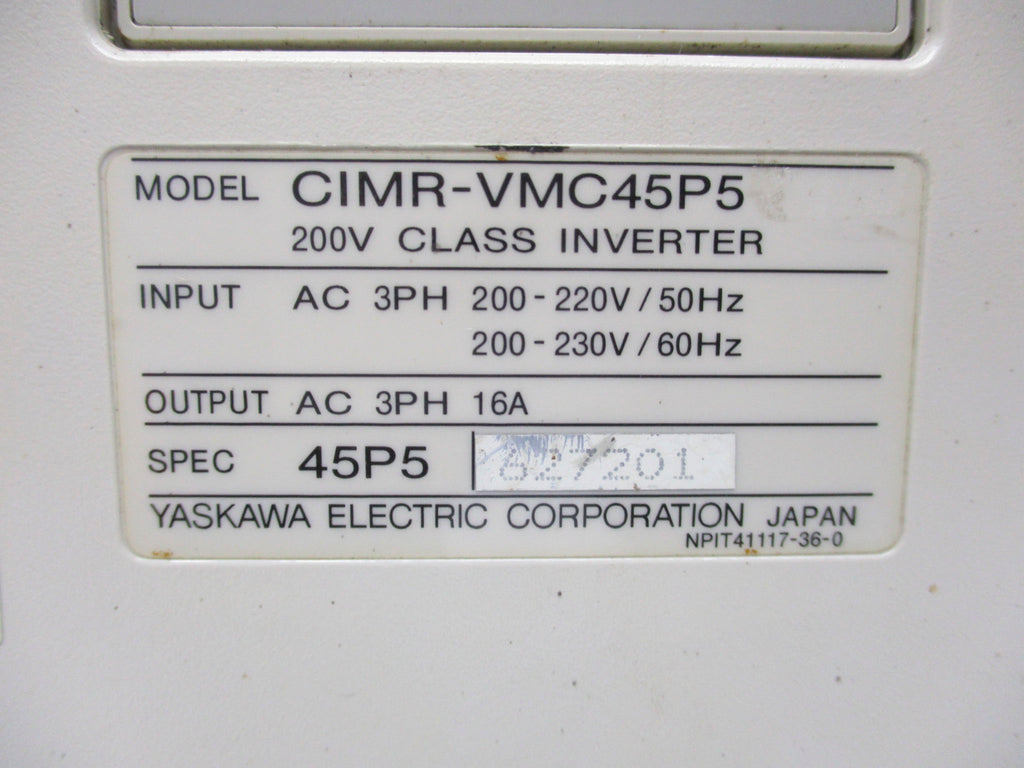 MODEL CIMR-VMC45P5
200V CLASS INVERTER
INPUT AC 3PH 200-220V/50Hz
200-230V/60Hz
OUTPUT AC 3PH 16A
SPEC 45P5 627201
YASKAWA ELECTRIC CORPORATION JAPAN
NPIT41117-36-0